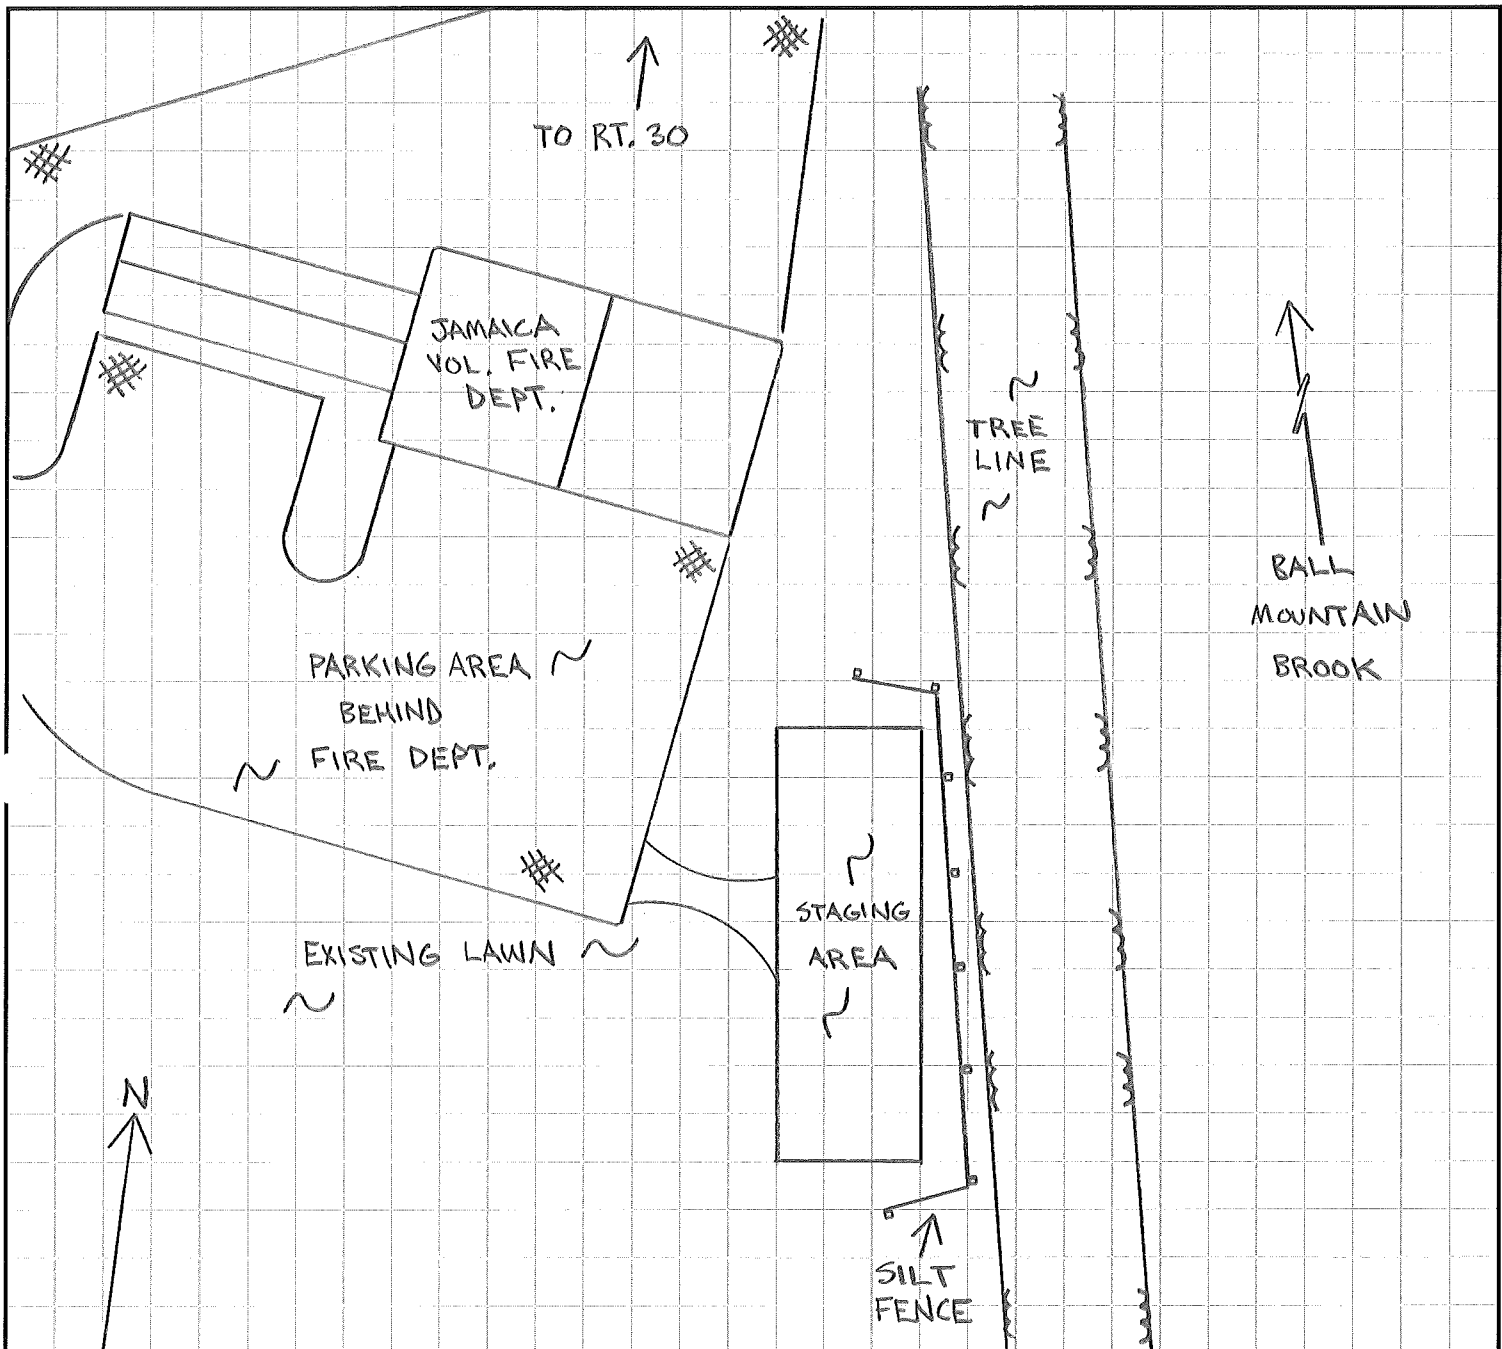 TO RT. 30
JAMAICA
VOL. FIRE
DEPT.
TREE
LINE
BALL
MOUNTAIN
BROOK
PARKING AREA
BEHIND
FIRE DEPT.
STAGING
AREA
EXISTING LAWN
N
SILT
FENCE